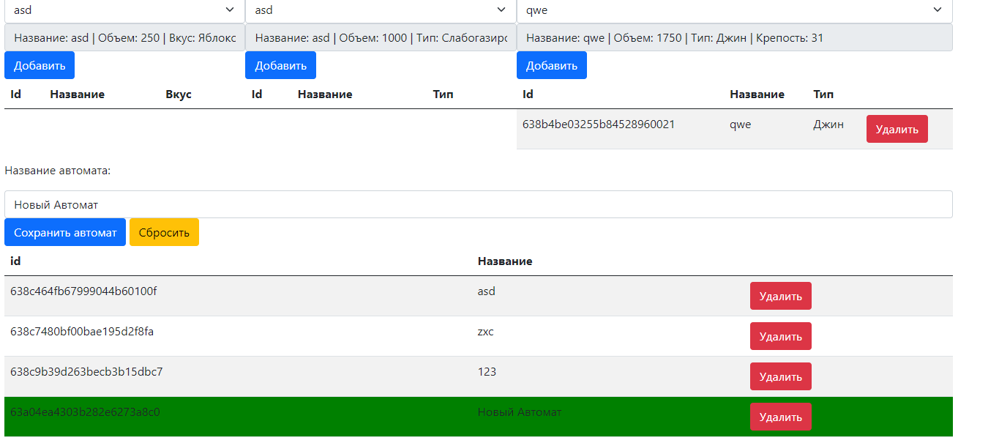 asd asd qwe
Название: asd | Объем: 250 | Вкус: Яблокс Название: asd | Объем: 1000 | Тип: Слабогазирс Название: qwe | Объем: 1750 | Тип: Джин | Крепость: 31
Добавить Добавить Добавить
Id Название Вкус Id Название Тип Id Название Тип
638b4be03255b84528960021 qwe Джин Удалить
Название автомата:
Новый Автомат
Сохранить автомат Сбросить
id Название
638c464fb67999044b60100f asd Удалить
638c7480bf00bae195d2f8fa zxc Удалить
638c9b39d263becb3b15dbc7 123 Удалить
63a04ea4303b282e6273a8c0 Новый Автомат Удалить